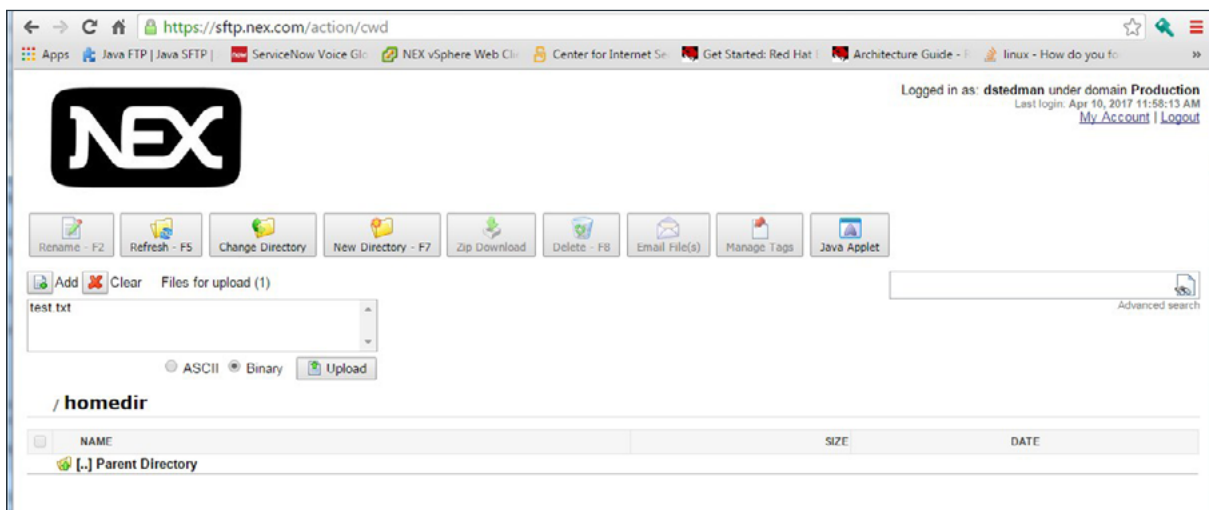 https://sftp.nex.com/action/cwd
Apps Java FTP | Java SFTP | ServiceNow Voice Glo NEX vSphere Web Cli Center for Internet Se Get Started: Red Hat Architecture Guide - linux - How do you fo »
Logged in as: dstedman under domain Production
Last login: Apr 10, 2017 11:58:13 AM
My Account | Logout
NEX
Rename - F2 Refresh - F5 Change Directory New Directory - F7 Zip Download Delete - F8 Email File(s) Manage Tags Java Applet
Add Clear Files for upload (1)
test.txt
Advanced search
ASCII Binary Upload
/ homedir
NAME SIZE DATE
[..] Parent Directory